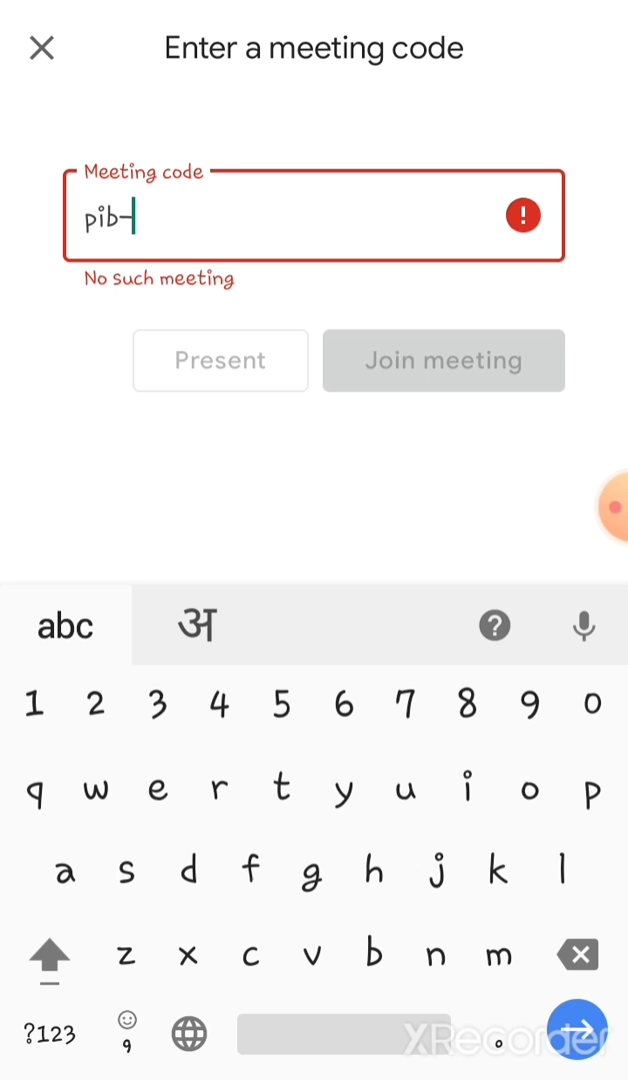 Enter a meeting code
Meeting code
pib-
No such meeting
Present Join meeting
abc अ
1 2 3 4 5 6 7 8 9 0
q w e r t y u i o p
a s d f g h j k l
z x c v b n m
?123 , .
XRecorder